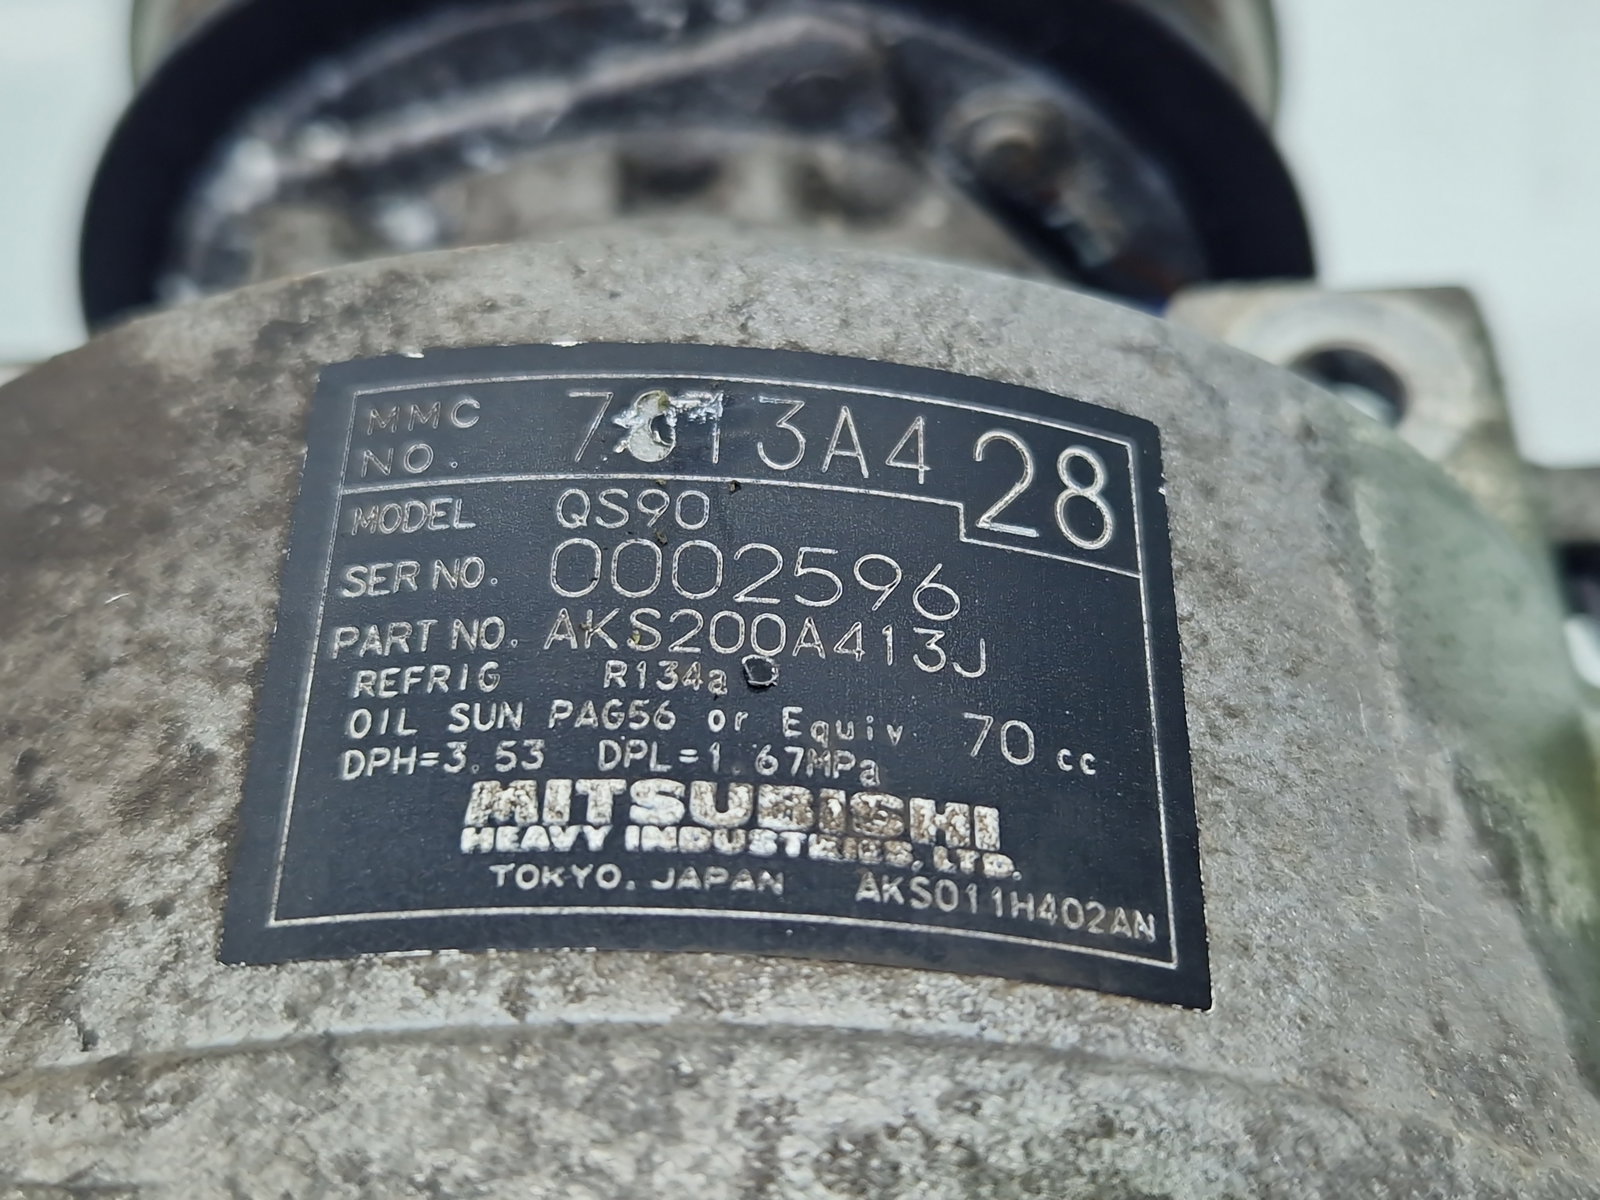 MMC NO. 7813A428
MODEL QS90
SER NO. 0002596
PART NO. AKS200A413J
REFRIG R134a
OIL SUN PAG56 or Equiv. 70 cc
DPH=3.53 DPL=1.67MPa
MITSUBISHI
HEAVY INDUSTRIES, LTD.
TOKYO. JAPAN AKS011H402AN